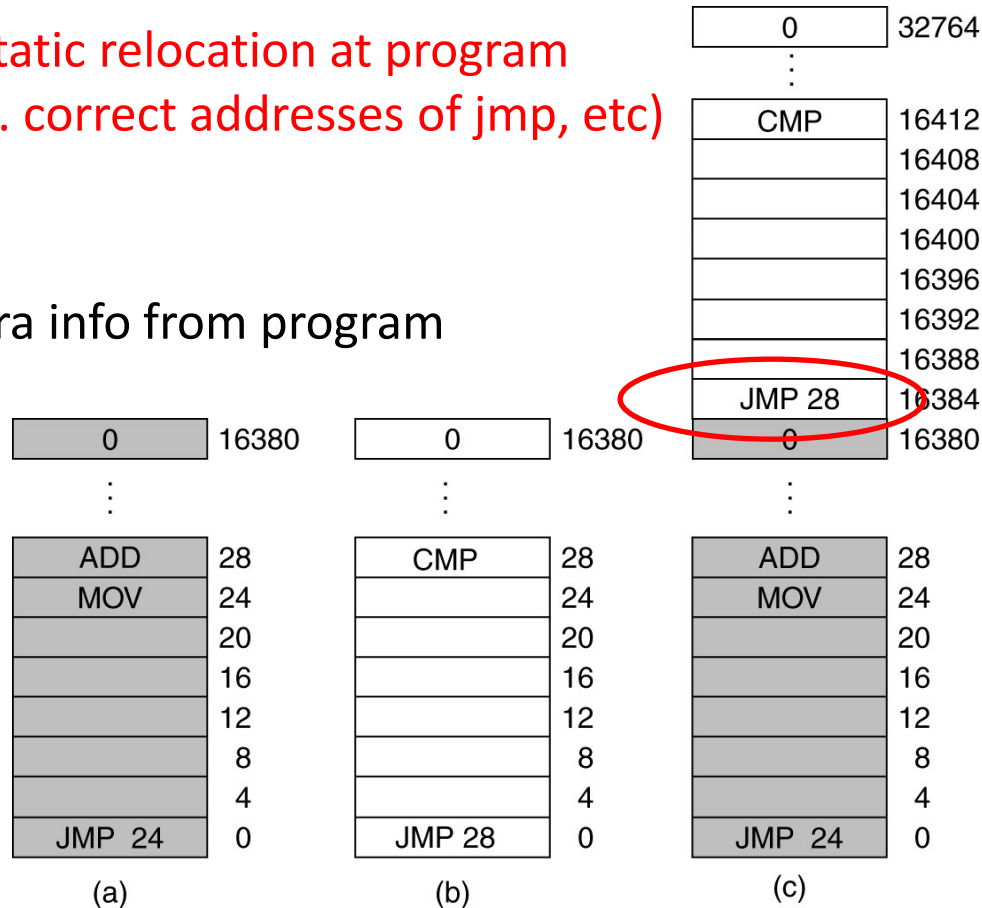 tatic relocation at program
. correct addresses of jmp, etc)
ra info from program
0 32764
CMP 16412
16408
16404
16400
16396
16392
16388
JMP 28 16384
0 16380
0 16380
0 16380
ADD 28
MOV 24
20
16
12
8
4
JMP 24 0
(a)
CMP 28
24
20
16
12
8
4
JMP 28 0
(b)
ADD 28
MOV 24
20
16
12
8
4
JMP 24 0
(c)